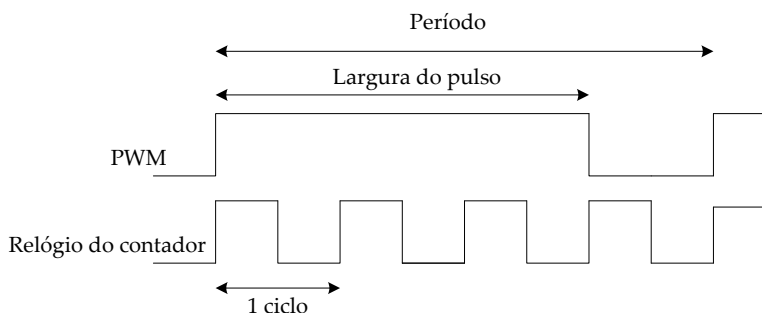 Período
Largura do pulso
PWM
Relógio do contador
1 ciclo